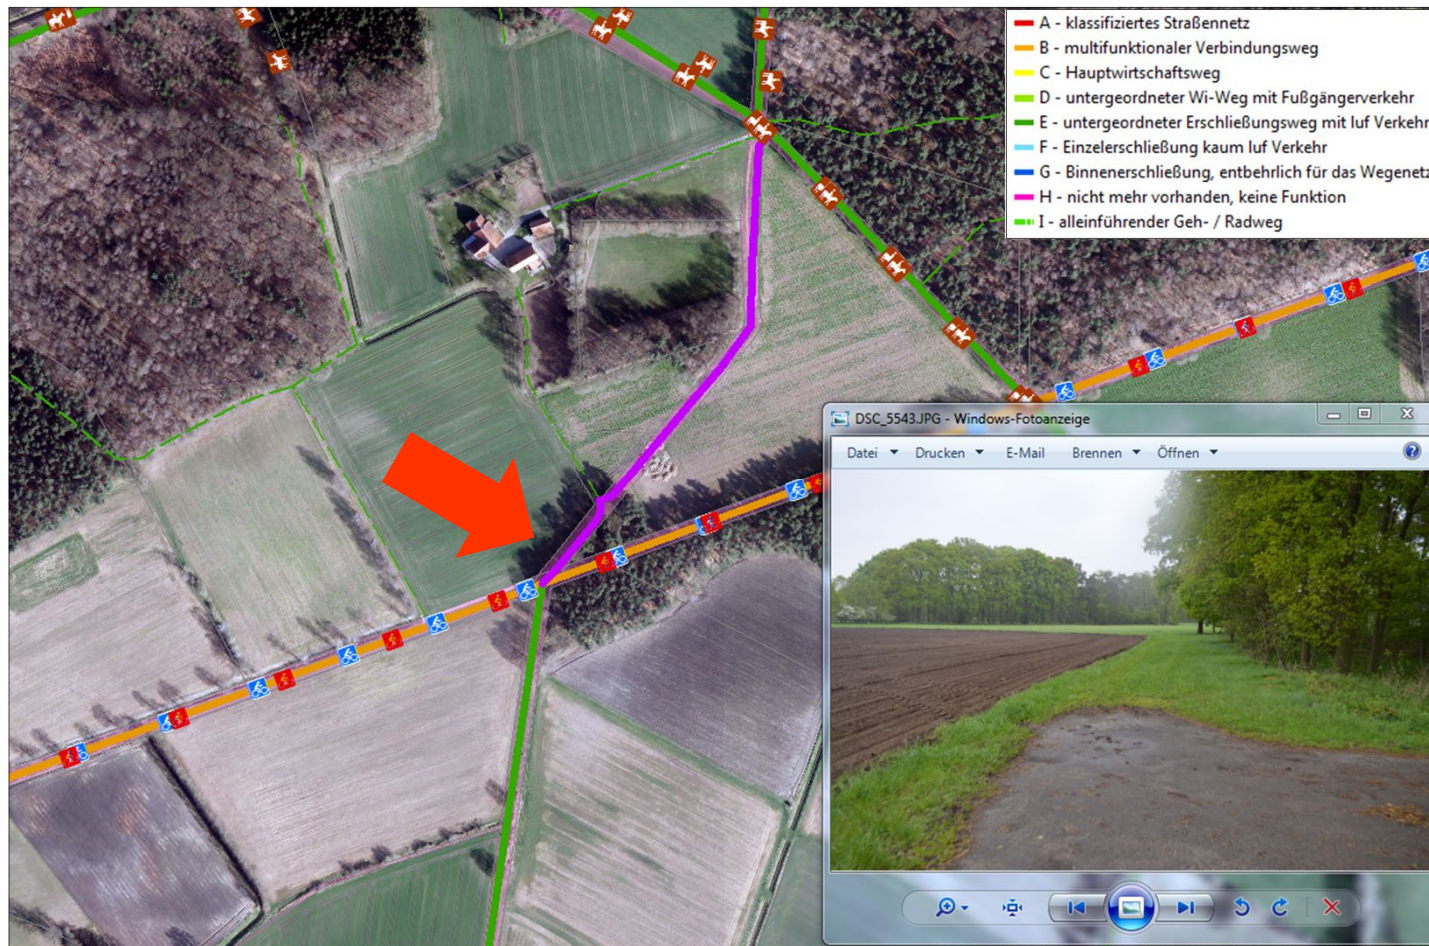 A - klassifiziertes Straßennetz
B - multifunktionaler Verbindungsweg
C - Hauptwirtschaftsweg
D - untergeordneter Wi-Weg mit Fußgängerverkehr
E - untergeordneter Erschließungsweg mit luf Verkehr
F - Einzelerschließung kaum luf Verkehr
G - Binnenerschließung, entbehrlich für das Wegenetz
H - nicht mehr vorhanden, keine Funktion
I - alleinführender Geh- / Radweg
DSC_5543.JPG - Windows-Fotoanzeige
Datei Drucken E-Mail Brennen Öffnen